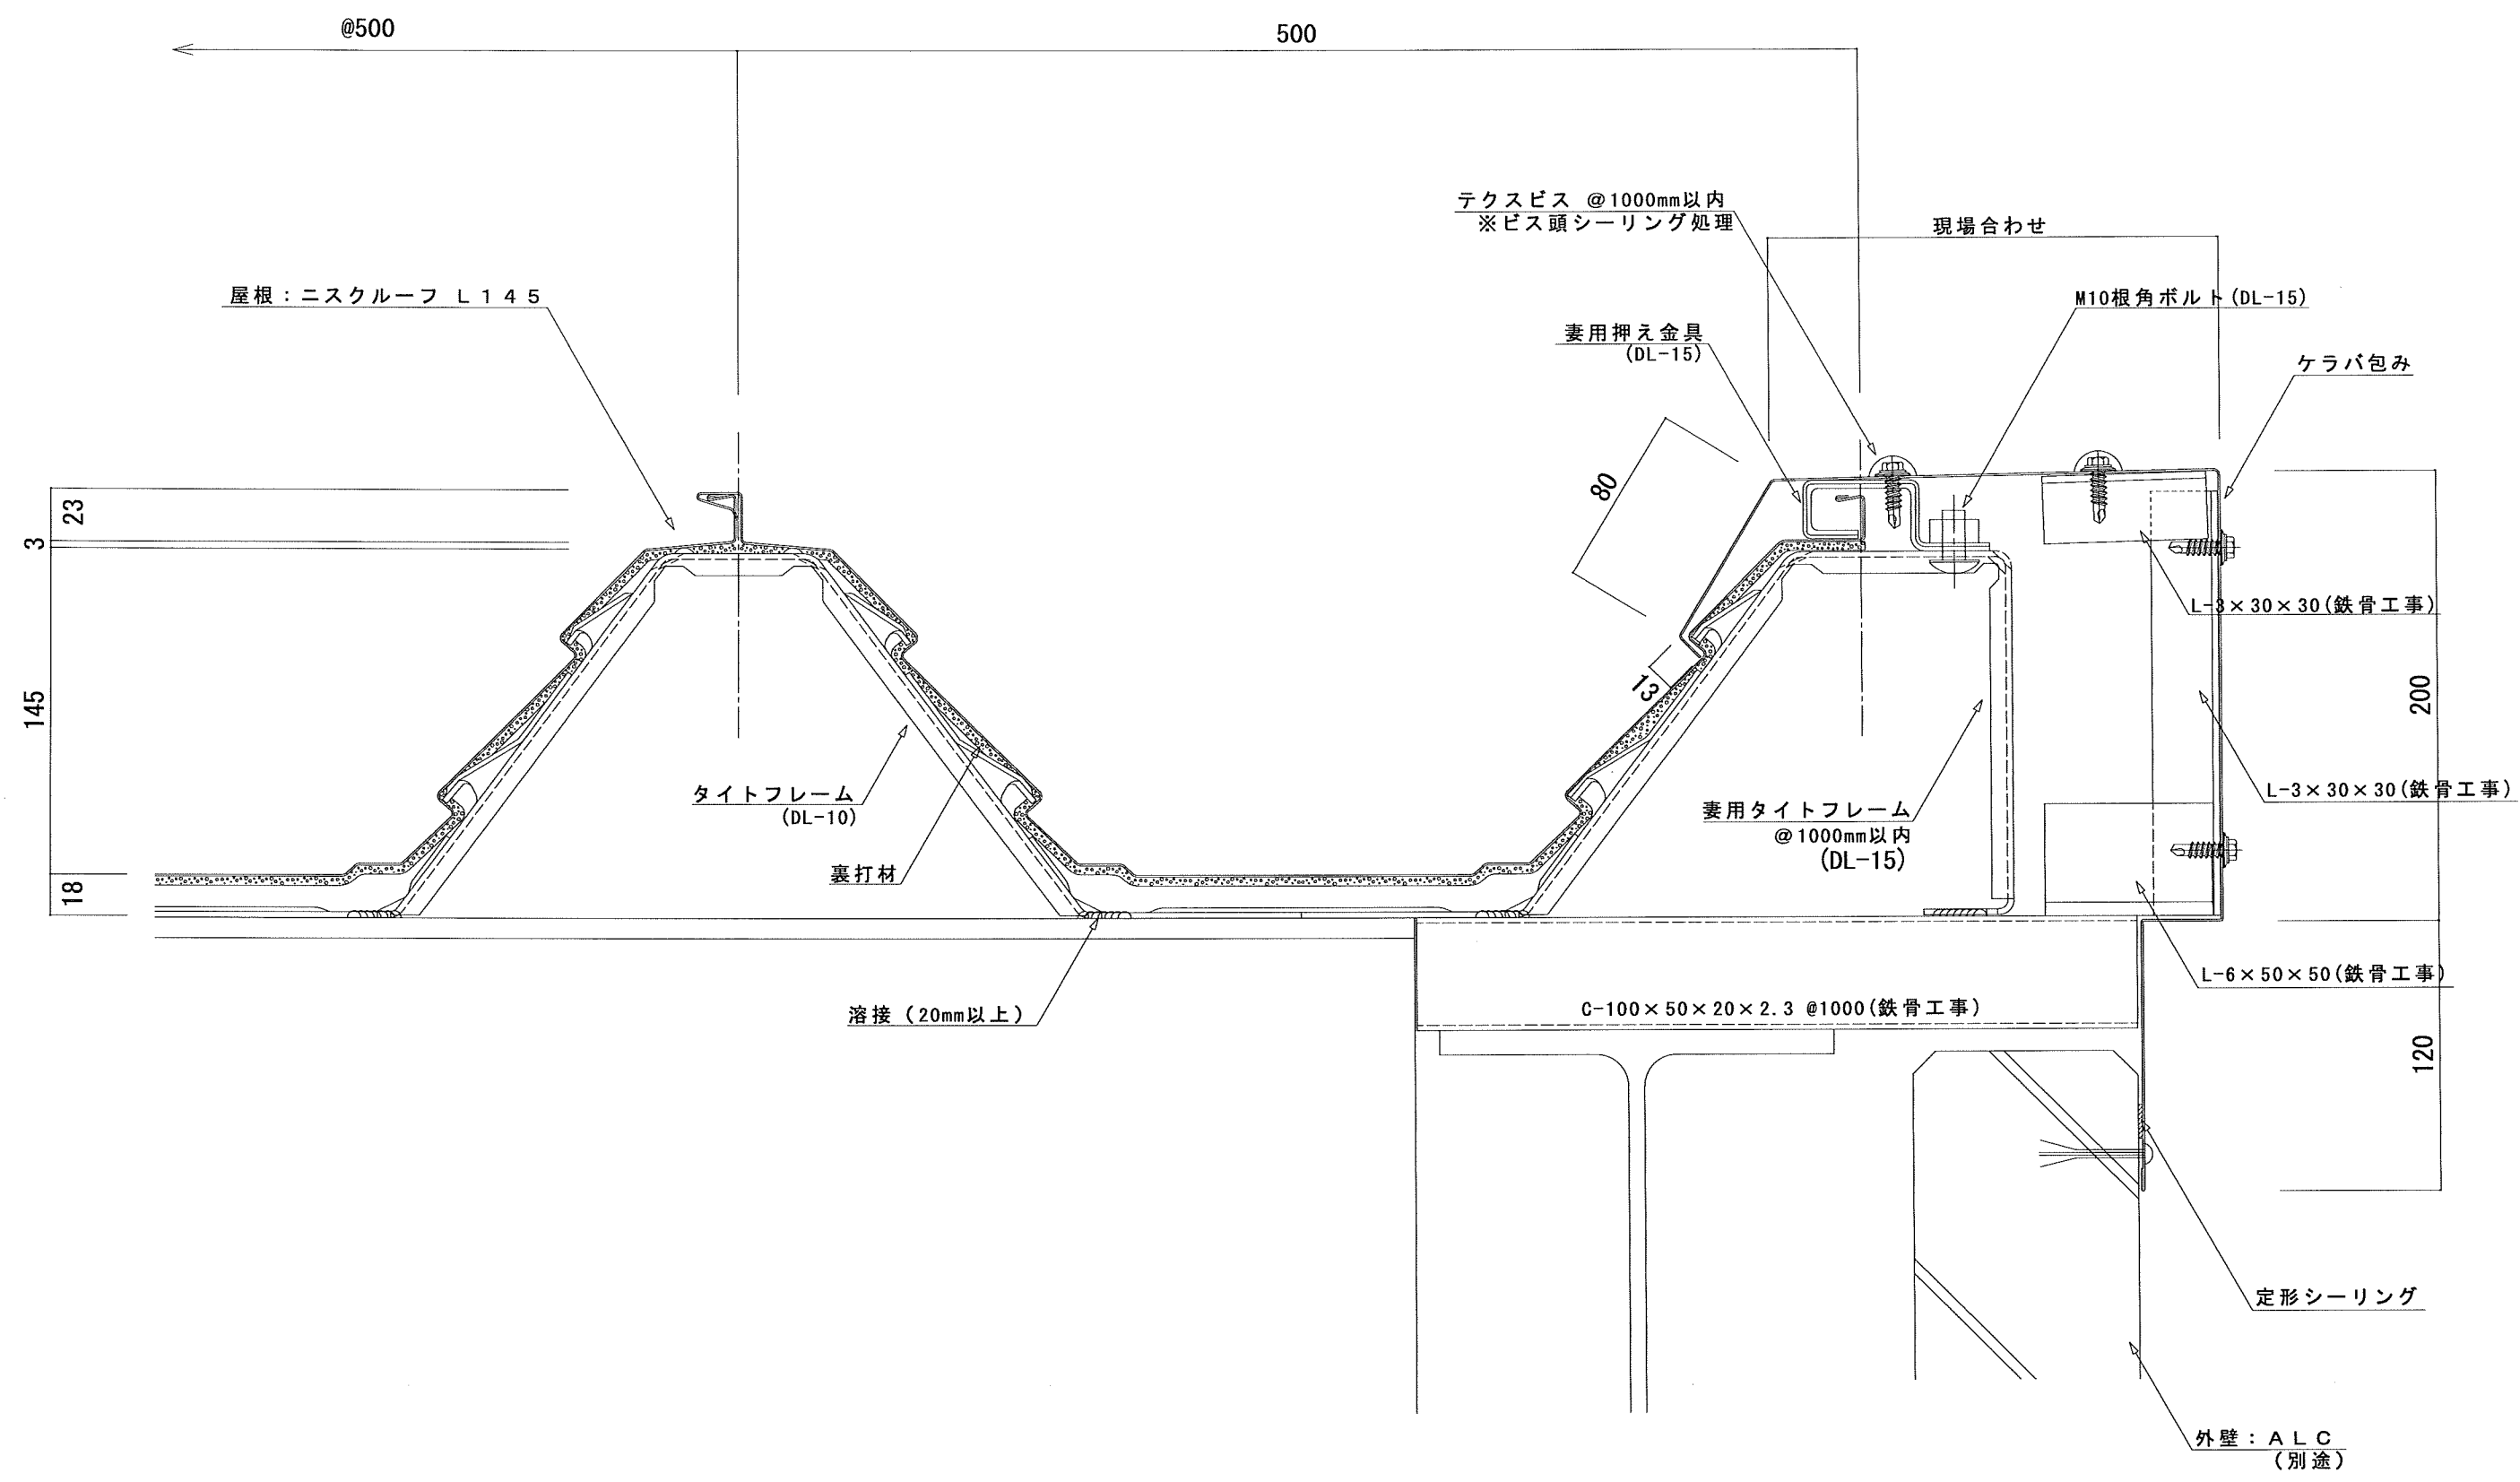 @500
500
テクスビス @1000mm以内
※ビス頭シーリング処理
現場合わせ
屋根：ニスクルーフ Ｌ１４５
M10根角ボルト(DL-15)
妻用押え金具
(DL-15)
ケラバ包み
80
23
3
L-3×30×30(鉄骨工事)
13
145
200
タイトフレーム
(DL-10)
L-3×30×30(鉄骨工事)
妻用タイトフレーム
@1000mm以内
(DL-15)
裏打材
18
L-6×50×50(鉄骨工事)
溶接（20mm以上）
C-100×50×20×2.3 @1000(鉄骨工事)
120
定形シーリング
外壁：ＡＬＣ
（別途）